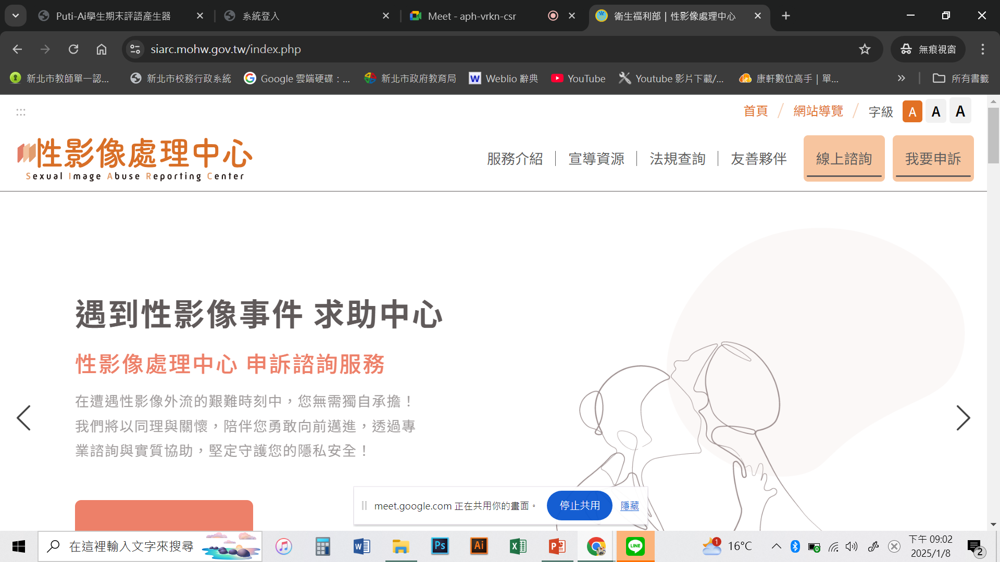 Puti-Ai學生期末評語產生器
系統登入
Meet - aph-vrkn-csr
衛生福利部 | 性影像處理中心
siarc.mohw.gov.tw/index.php
無痕視窗
新北市教師單一認...
新北市校務行政系統
Google 雲端硬碟：...
新北市政府教育局
Weblio 辭典
YouTube
Youtube 影片下載/...
康軒數位高手 | 單...
所有書籤
首頁 / 網站導覽 / 字級 A A A
性影像處理中心
Sexual Image Abuse Reporting Center
服務介紹 | 宣導資源 | 法規查詢 | 友善夥伴
線上諮詢
我要申訴
遇到性影像事件 求助中心
性影像處理中心 申訴諮詢服務
在遭遇性影像外流的艱難時刻中，您無需獨自承擔！
我們將以同理與關懷，陪伴您勇敢向前邁進，透過專
業諮詢與實質協助，堅定守護您的隱私安全！
meet.google.com 正在共用你的畫面。
停止共用
隱藏
在這裡輸入文字來搜尋
W
Ps
Ai
X
P
LINE
1
16°C
下午 09:02
2025/1/8
2